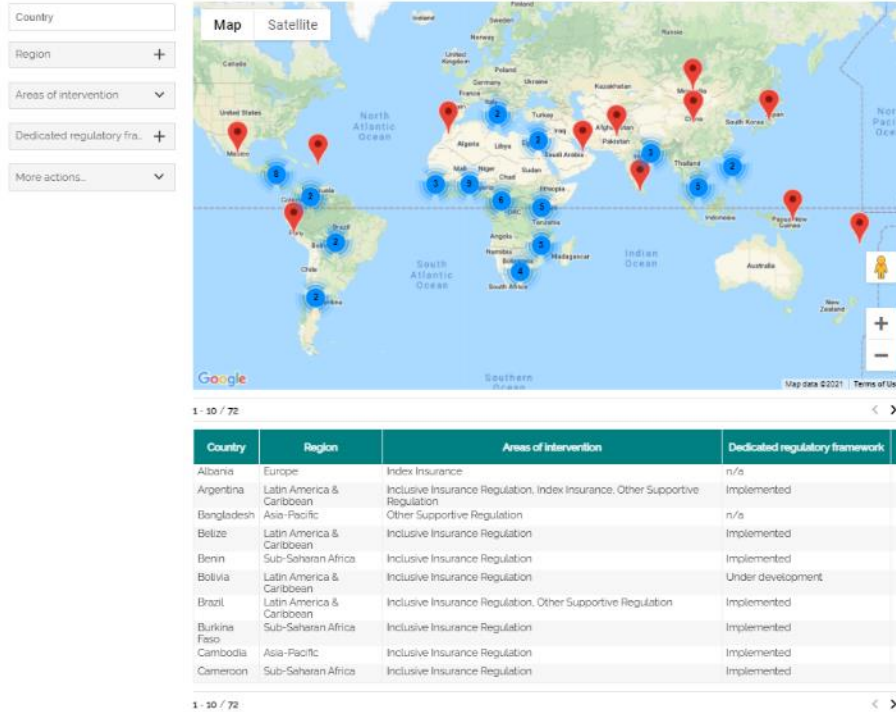 Country
Region
Areas of intervention
Dedicated regulatory fra...
More actions...
Map Satellite
Iceland
Finland
Sweden
Norway
Russia
Canada
United Kingdom
Poland
Germany
Ukraine
France
Kazakhstan
Mongolia
United States
North
Atlantic
Ocean
Turkey
Iraq
Afghanistan
China
South Korea
Japan
Mexico
Algeria
Libya
Saudi Arabia
Pakistan
Mali
Niger
Chad
Sudan
Thailand
Ethiopia
DRC
Tanzania
Indonesia
Papua New
Guinea
Peru
Brazil
Angola
Namibia
Botswana
Madagascar
Indian
Ocean
Chile
South
Atlantic
Ocean
South Africa
Australia
New
Zealand
Southern
Ocean
Google
Map data ©2021 Terms of Us
1 - 10 / 72
Country Region Areas of intervention Dedicated regulatory framework
Albania Europe Index Insurance n/a
Argentina Latin America & Inclusive Insurance Regulation, Index Insurance, Other Supportive Implemented
Caribbean Regulation
Bangladesh Asia-Pacific Other Supportive Regulation n/a
Belize Latin America & Inclusive Insurance Regulation Implemented
Caribbean
Benin Sub-Saharan Africa Inclusive Insurance Regulation Implemented
Bolivia Latin America & Inclusive Insurance Regulation Under development
Caribbean
Brazil Latin America & Inclusive Insurance Regulation, Other Supportive Regulation Implemented
Caribbean
Burkina Sub-Saharan Africa Inclusive Insurance Regulation Implemented
Faso
Cambodia Asia-Pacific Inclusive Insurance Regulation Implemented
Cameroon Sub-Saharan Africa Inclusive Insurance Regulation Implemented
1 - 10 / 72